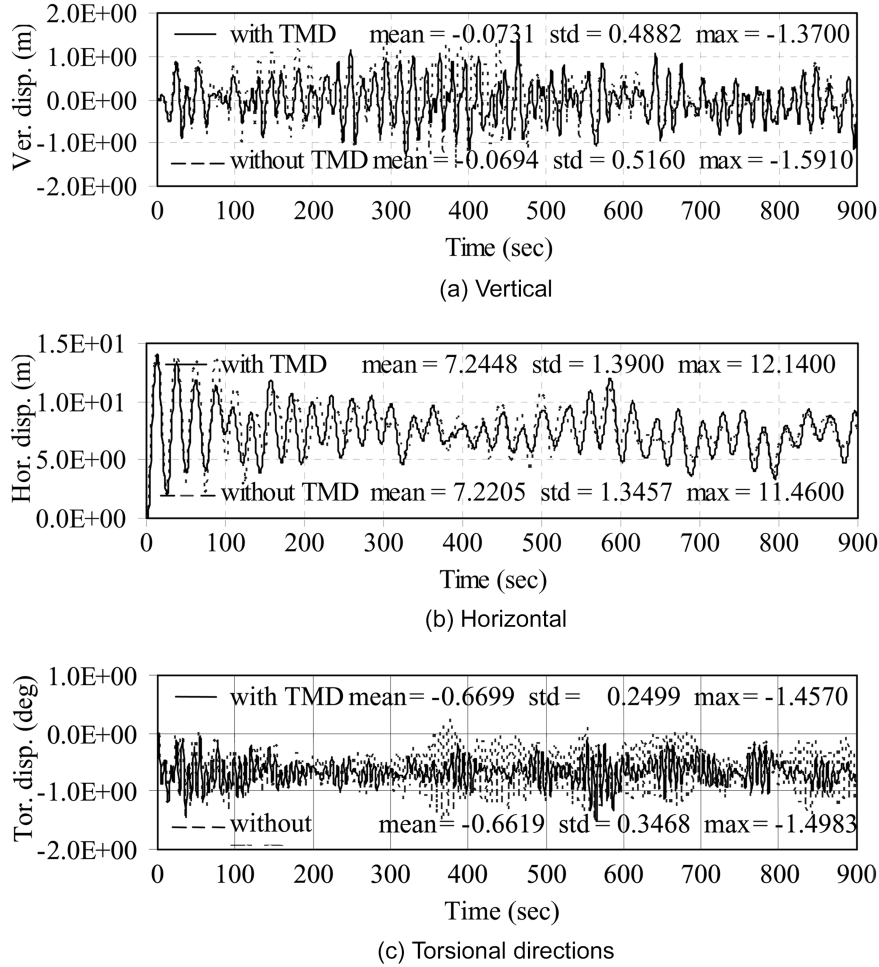 2.0E+00
with TMD mean = -0.0731 std = 0.4882 max = -1.3700
1.0E+00
0.0E+00
-1.0E+00
without TMD mean = -0.0694 std = 0.5160 max = -1.5910
-2.0E+00
Ver. disp. (m)
0 100 200 300 400 500 600 700 800 900
Time (sec)
(a) Vertical
1.5E+01
with TMD mean = 7.2448 std = 1.3900 max = 12.1400
1.0E+01
5.0E+00
without TMD mean = 7.2205 std = 1.3457 max = 11.4600
0.0E+00
Hor. disp. (m)
0 100 200 300 400 500 600 700 800 900
Time (sec)
(b) Horizontal
1.0E+00
with TMD mean= -0.6699 std = 0.2499 max= -1.4570
0.0E+00
-1.0E+00
without mean= -0.6619 std = 0.3468 max = -1.4983
-2.0E+00
Tor. disp. (deg)
0 100 200 300 400 500 600 700 800 900
Time (sec)
(c) Torsional directions